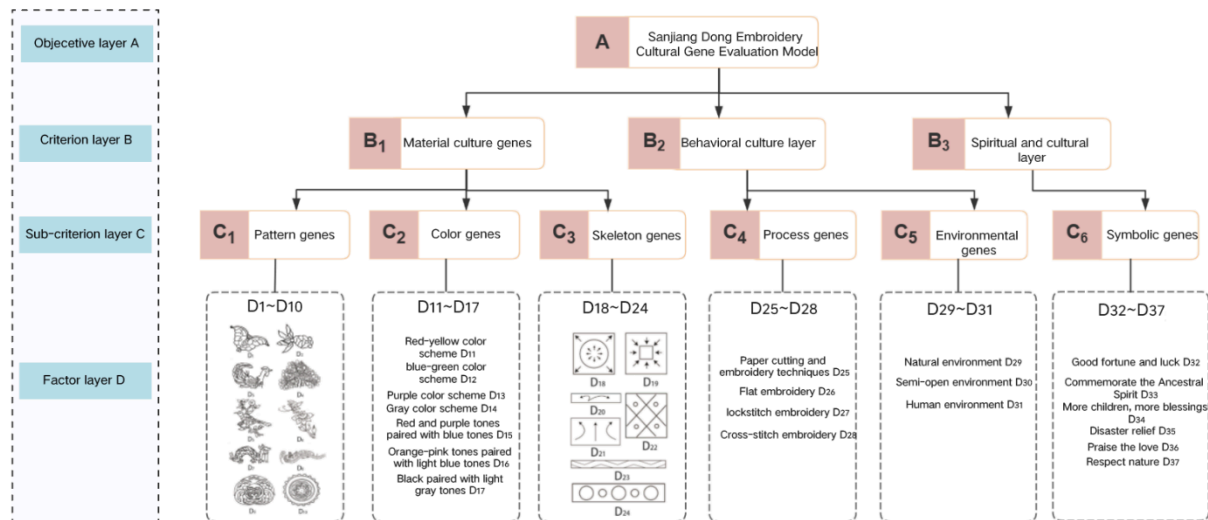 Objecetive layer A
A
Sanjiang Dong Embroidery
Cultural Gene Evaluation Model
Criterion layer B
B1
Material culture genes
B2
Behavioral culture layer
B3
Spiritual and cultural
layer
Sub-criterion layer C
C1
Pattern genes
C2
Color genes
C3
Skeleton genes
C4
Process genes
C5
Environmental
genes
C6
Symbolic genes
Factor layer D
D1~D10
D11~D17
Red-yellow color
scheme D11
blue-green color
scheme D12
Purple color scheme D13
Gray color scheme D14
Red and purple tones
paired with blue tones D15
Orange-pink tones paired
with light blue tones D16
Black paired with light
gray tones D17
D18~D24
D18
D19
D20
D21
D22
D23
D24
D25~D28
Paper cutting and
embroidery techniques D25
Flat embroidery D26
lockstitch embroidery D27
Cross-stitch embroidery D28
D29~D31
Natural environment D29
Semi-open environment D30
Human environment D31
D32~D37
Good fortune and luck D32
Commemorate the Ancestral
Spirit D33
More children, more blessings
D34
Disaster relief D35
Praise the love D36
Respect nature D37